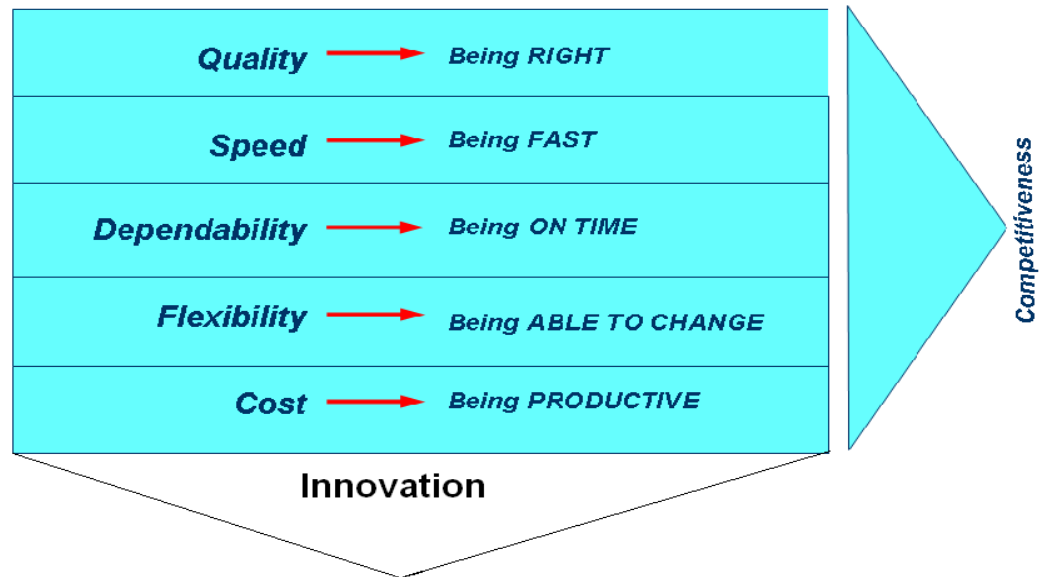 Quality Being RIGHT
Speed Being FAST
Dependability Being ON TIME
Flexibility Being ABLE TO CHANGE
Cost Being PRODUCTIVE
Innovation
Competitiveness